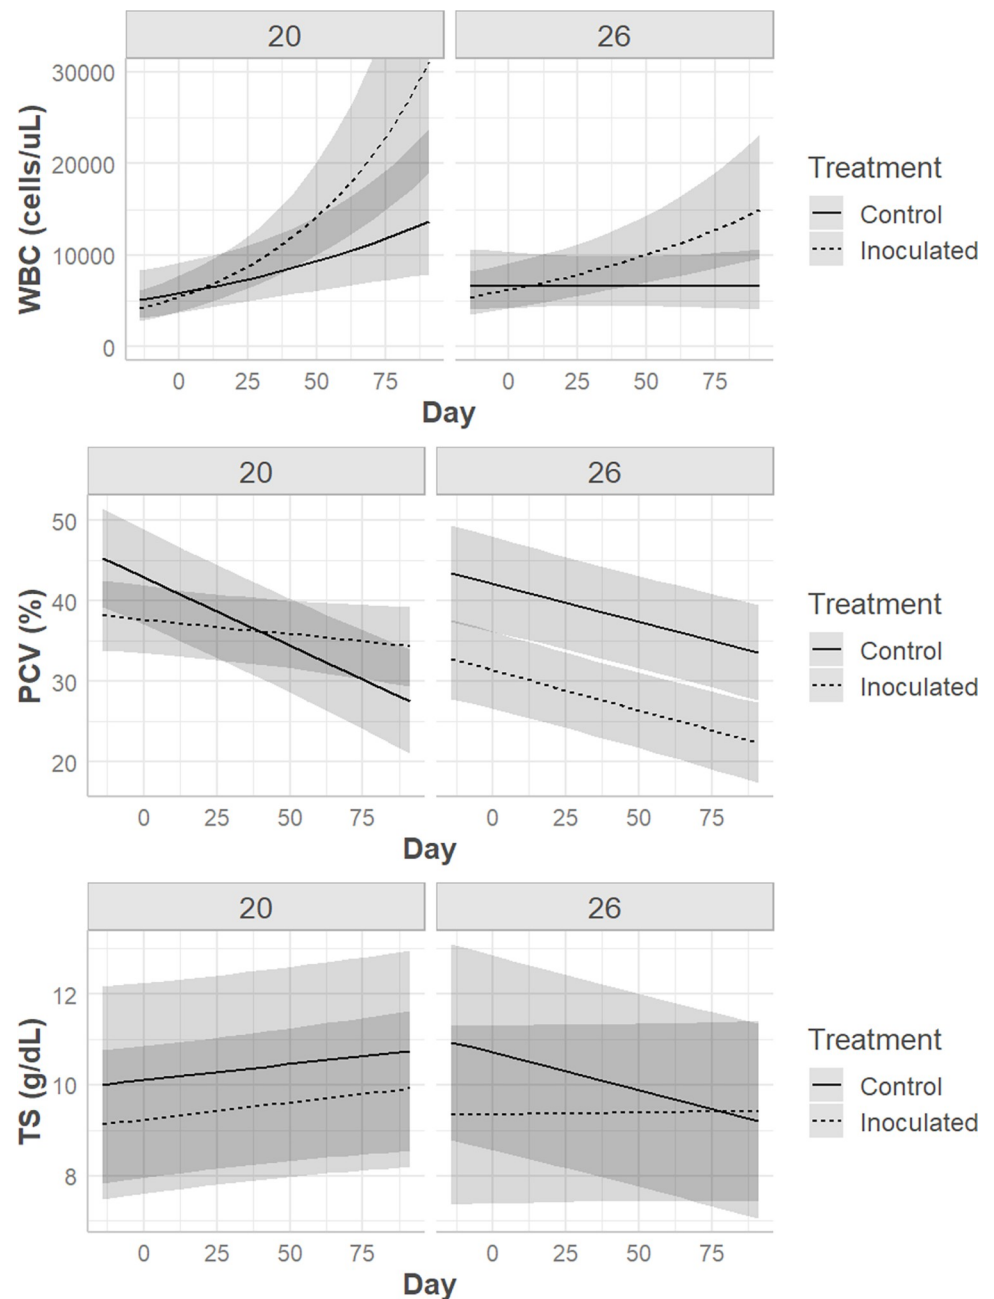 20 26
30000
20000
10000
0
WBC (cells/uL)
0 25 50 75 0 25 50 75
Day
Treatment
Control
Inoculated
20 26
50
40
30
20
PCV (%)
0 25 50 75 0 25 50 75
Day
Treatment
Control
Inoculated
20 26
12
10
8
TS (g/dL)
0 25 50 75 0 25 50 75
Day
Treatment
Control
Inoculated